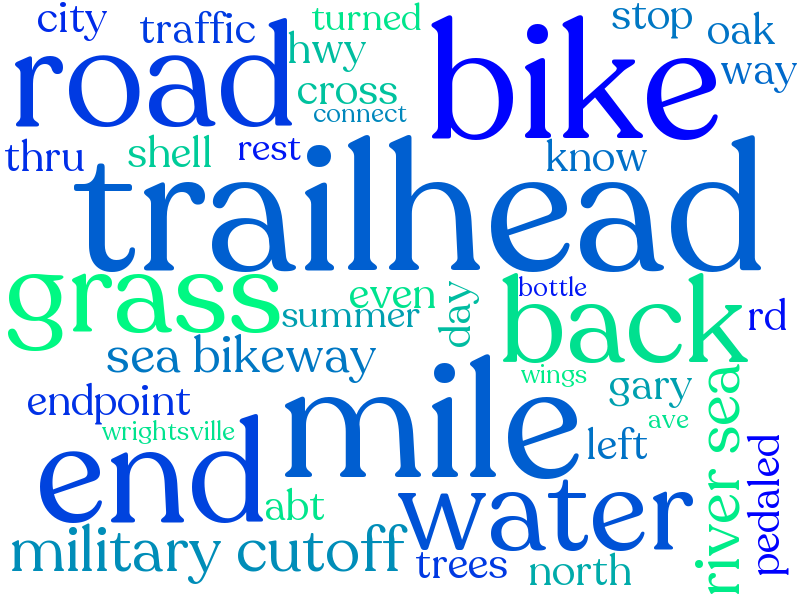 city
traffic
turned
stop
oak
road
hwy
bike
way
cross
connect
thru
shell
rest
know
trailhead
grass
even
day
bottle
back
rd
summer
sea bikeway
wings
gary
river sea
endpoint
mile
ave
wrightsville
left
pedaled
end
abt
water
military cutoff
trees
north